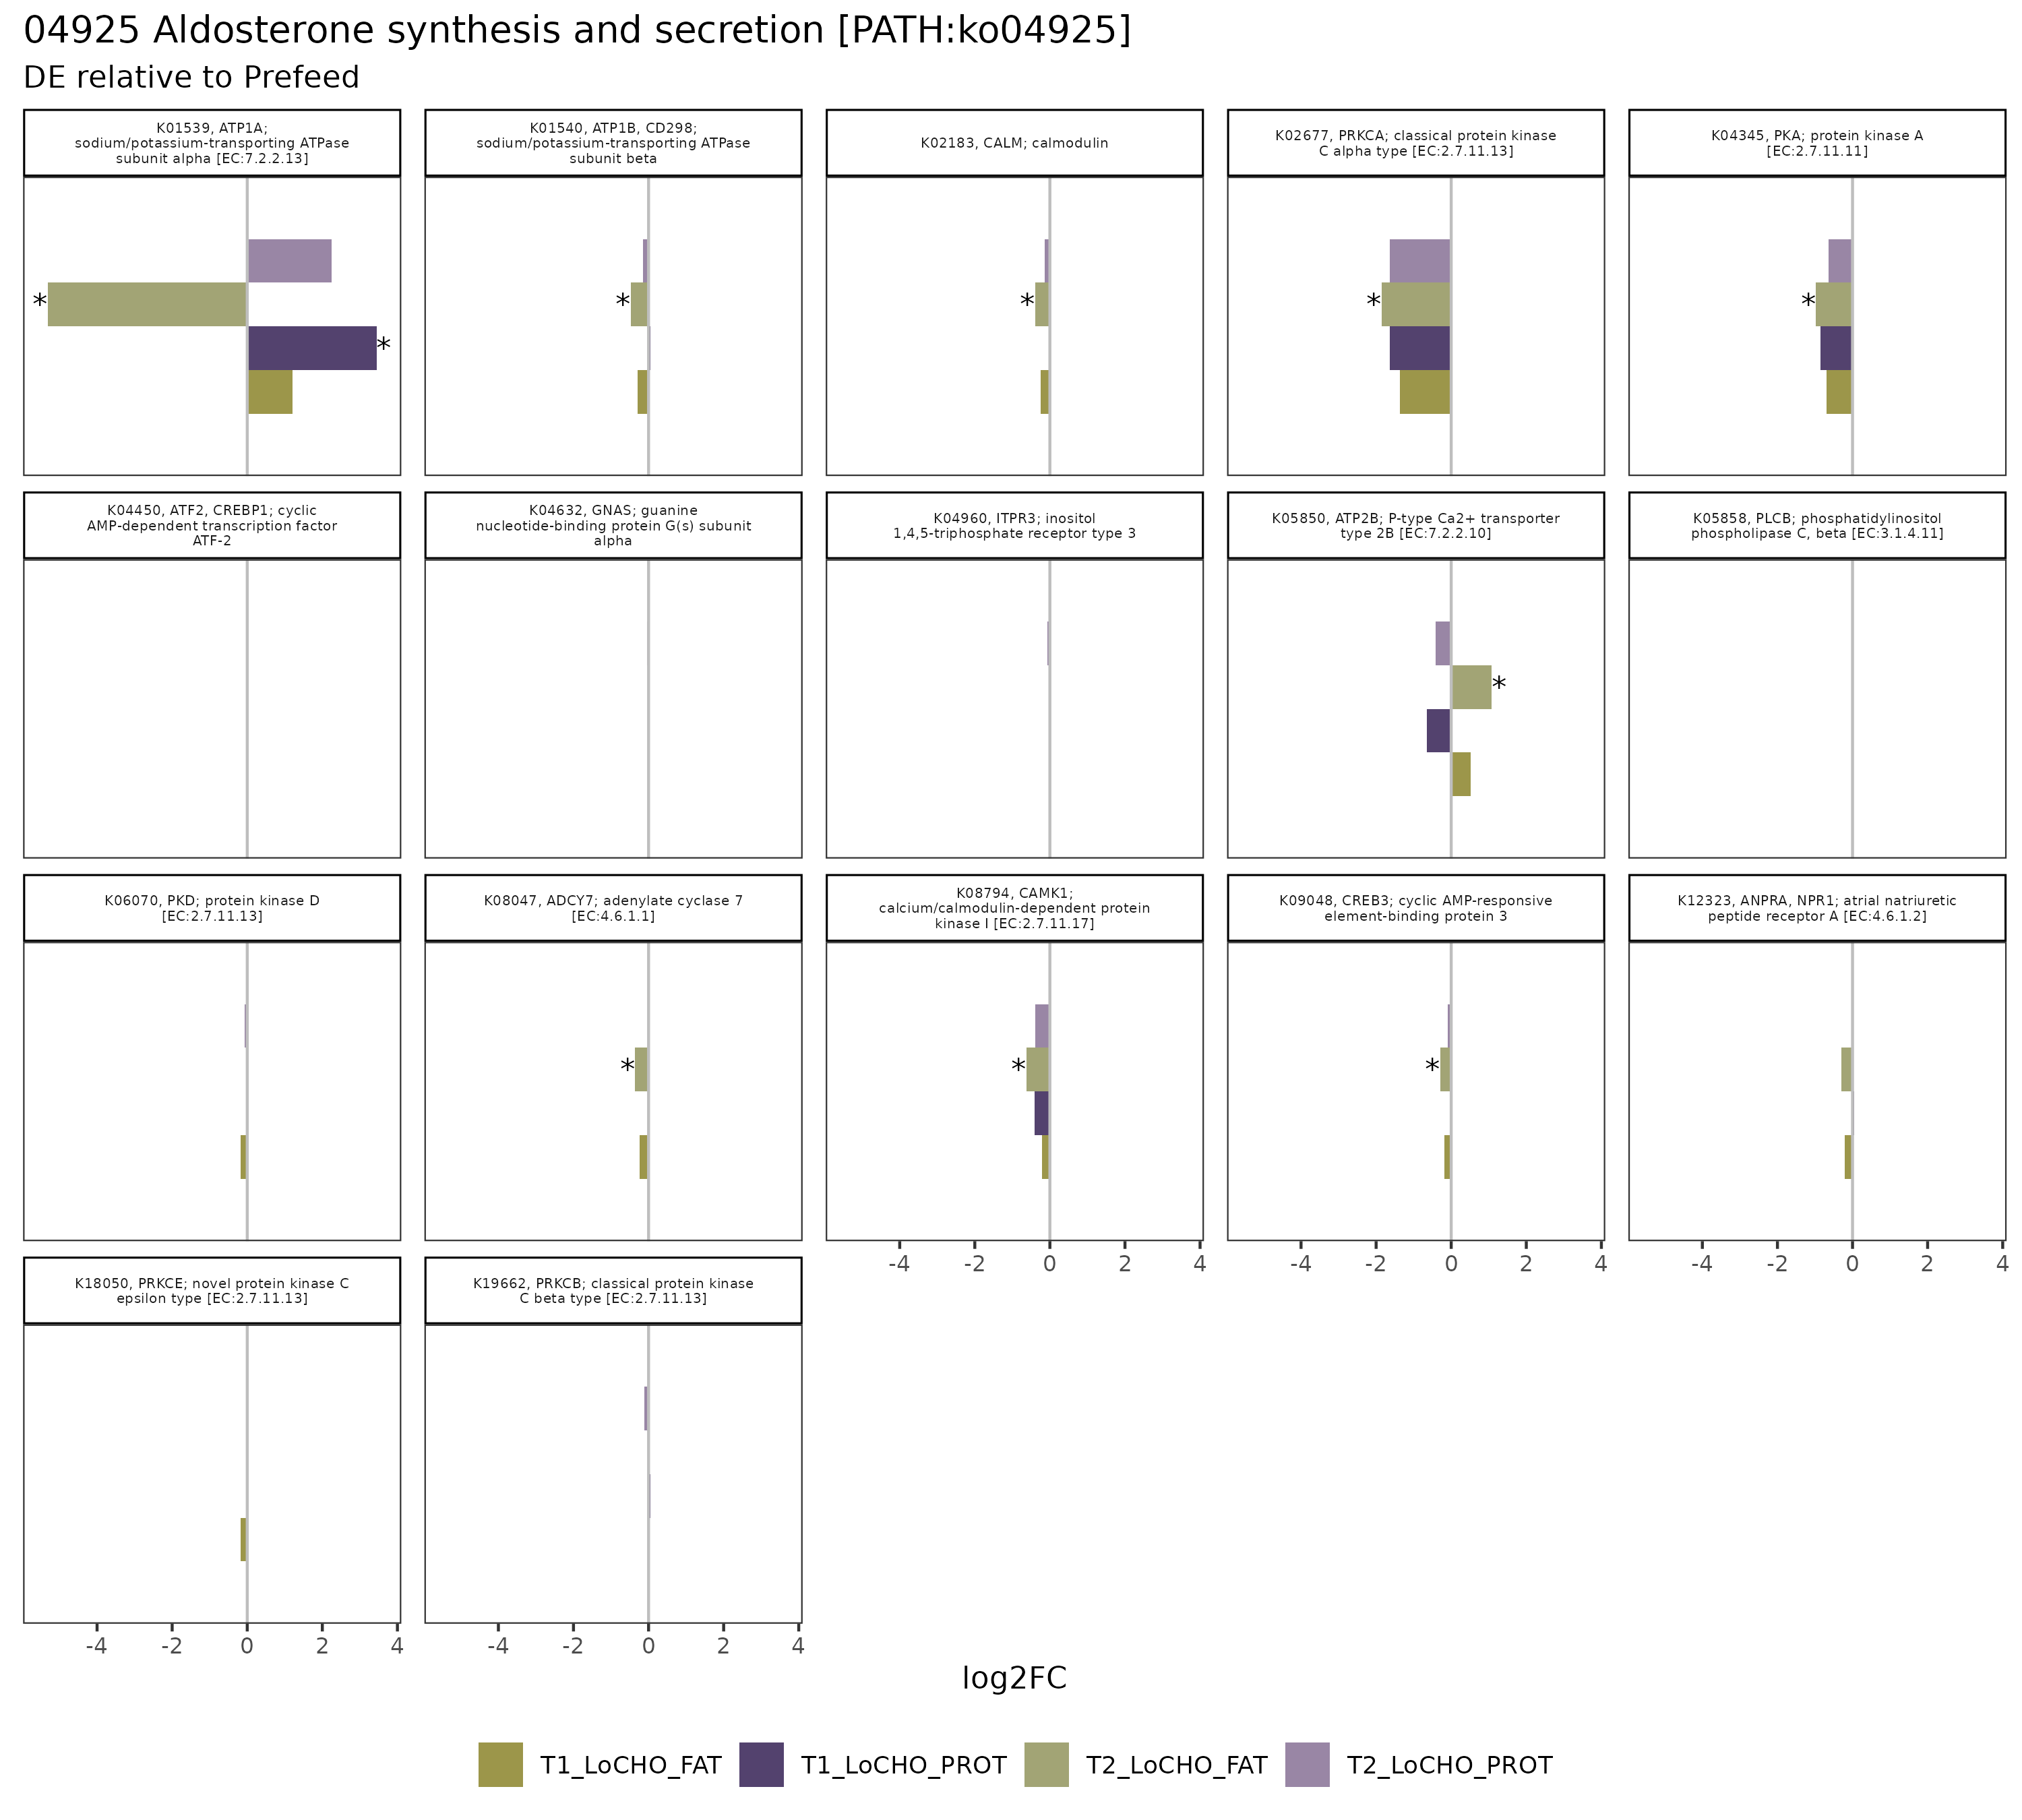 04925 Aldosterone synthesis and secretion [PATH:ko04925]
DE relative to Prefeed
K01539, ATP1A;
sodium/potassium-transporting ATPase
subunit alpha [EC:7.2.2.13]
K01540, ATP1B, CD298;
sodium/potassium-transporting ATPase
subunit beta
K02183, CALM; calmodulin
K02677, PRKCA; classical protein kinase
C alpha type [EC:2.7.11.13]
K04345, PKA; protein kinase A
[EC:2.7.11.11]
*
*
*
*
*
*
K04450, ATF2, CREBP1; cyclic
AMP-dependent transcription factor
ATF-2
K04632, GNAS; guanine
nucleotide-binding protein G(s) subunit
alpha
K04960, ITPR3; inositol
1,4,5-triphosphate receptor type 3
K05850, ATP2B; P-type Ca2+ transporter
type 2B [EC:7.2.2.10]
K05858, PLCB; phosphatidylinositol
phospholipase C, beta [EC:3.1.4.11]
*
K06070, PKD; protein kinase D
[EC:2.7.11.13]
K08047, ADCY7; adenylate cyclase 7
[EC:4.6.1.1]
K08794, CAMK1;
calcium/calmodulin-dependent protein
kinase I [EC:2.7.11.17]
K09048, CREB3; cyclic AMP-responsive
element-binding protein 3
K12323, ANPRA, NPR1; atrial natriuretic
peptide receptor A [EC:4.6.1.2]
*
*
*
-4 -2 0 2 4
-4 -2 0 2 4
-4 -2 0 2 4
K18050, PRKCE; novel protein kinase C
epsilon type [EC:2.7.11.13]
K19662, PRKCB; classical protein kinase
C beta type [EC:2.7.11.13]
-4 -2 0 2 4
-4 -2 0 2 4
log2FC
T1_LoCHO_FAT
T1_LoCHO_PROT
T2_LoCHO_FAT
T2_LoCHO_PROT